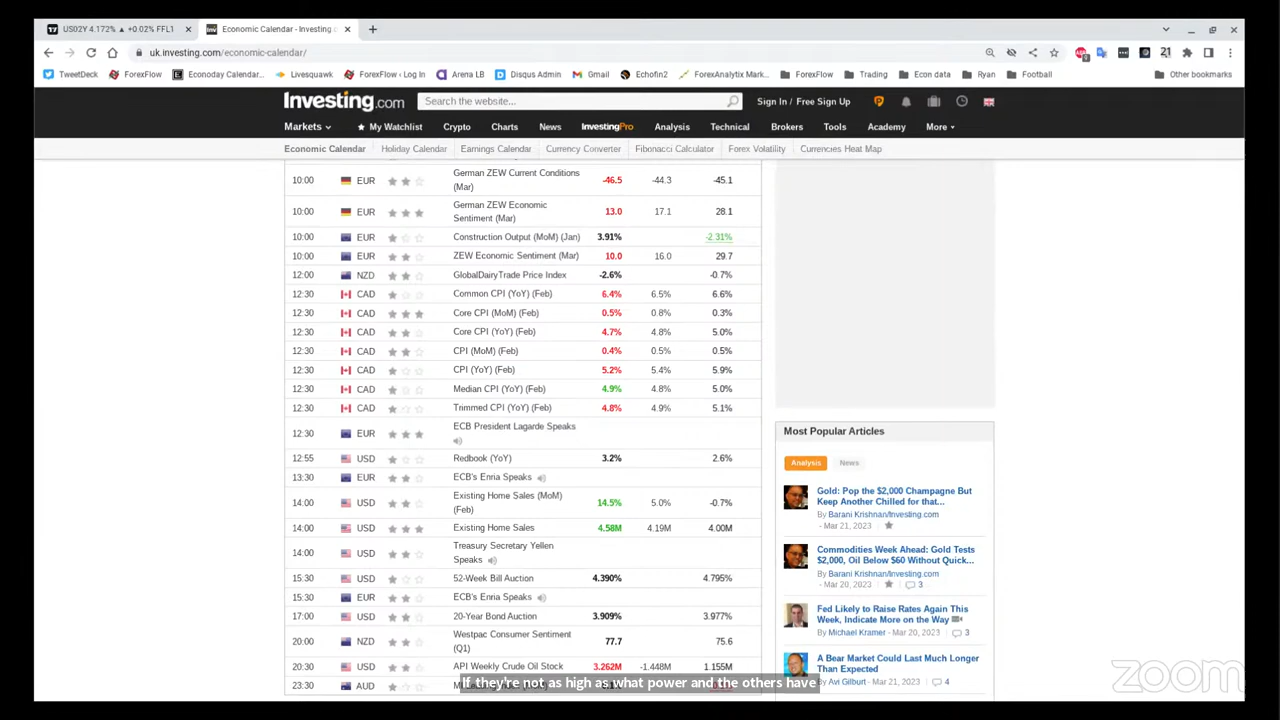 US02Y 4.172% ▲ +0.02% FFL1
Economic Calendar - Investing.c
uk.investing.com/economic-calendar/
TweetDeck ForexFlow Econoday Calendar... Livesquawk ForexFlow ‹ Log In Arena LB Disqus Admin Gmail Echofin2 ForexAnalytix Mark... ForexFlow Trading Econ data Ryan Football Other bookmarks
Investing.com Search the website... Sign In / Free Sign Up
Markets My Watchlist Crypto Charts News InvestingPro Analysis Technical Brokers Tools Academy More
Economic Calendar Holiday Calendar Earnings Calendar Currency Converter Fibonacci Calculator Forex Volatility Currencies Heat Map
10:00 EUR German ZEW Current Conditions (Mar) -46.5 -44.3 -45.1
10:00 EUR German ZEW Economic Sentiment (Mar) 13.0 17.1 28.1
10:00 EUR Construction Output (MoM) (Jan) 3.91% -2.31%
10:00 EUR ZEW Economic Sentiment (Mar) 10.0 16.0 29.7
12:00 NZD GlobalDairyTrade Price Index -2.6% -0.7%
12:30 CAD Common CPI (YoY) (Feb) 6.4% 6.5% 6.6%
12:30 CAD Core CPI (MoM) (Feb) 0.5% 0.8% 0.3%
12:30 CAD Core CPI (YoY) (Feb) 4.7% 4.8% 5.0%
12:30 CAD CPI (MoM) (Feb) 0.4% 0.5% 0.5%
12:30 CAD CPI (YoY) (Feb) 5.2% 5.4% 5.9%
12:30 CAD Median CPI (YoY) (Feb) 4.9% 4.8% 5.0%
12:30 CAD Trimmed CPI (YoY) (Feb) 4.8% 4.9% 5.1%
12:30 EUR ECB President Lagarde Speaks
12:55 USD Redbook (YoY) 3.2% 2.6%
13:30 EUR ECB's Enria Speaks
14:00 USD Existing Home Sales (MoM) (Feb) 14.5% 5.0% -0.7%
14:00 USD Existing Home Sales 4.58M 4.19M 4.00M
14:00 USD Treasury Secretary Yellen Speaks
15:30 USD 52-Week Bill Auction 4.390% 4.795%
15:30 EUR ECB's Enria Speaks
17:00 USD 20-Year Bond Auction 3.909% 3.977%
20:00 NZD Westpac Consumer Sentiment (Q1) 77.7 75.6
20:30 USD API Weekly Crude Oil Stock 3.262M -1.448M 1.155M
23:30 AUD
Most Popular Articles
Analysis News
Gold: Pop the $2,000 Champagne But
Keep Another Chilled for that...
By Barani Krishnan/Investing.com
- Mar 21, 2023
Commodities Week Ahead: Gold Tests
$2,000, Oil Below $60 Without Quick...
By Barani Krishnan/Investing.com
- Mar 20, 2023 3
Fed Likely to Raise Rates Again This
Week, Indicate More on the Way
By Michael Kramer - Mar 20, 2023 3
A Bear Market Could Last Much Longer
Than Expected
By Avi Gilburt - Mar 21, 2023 4
If they're not as high as what power and the others have
zoom